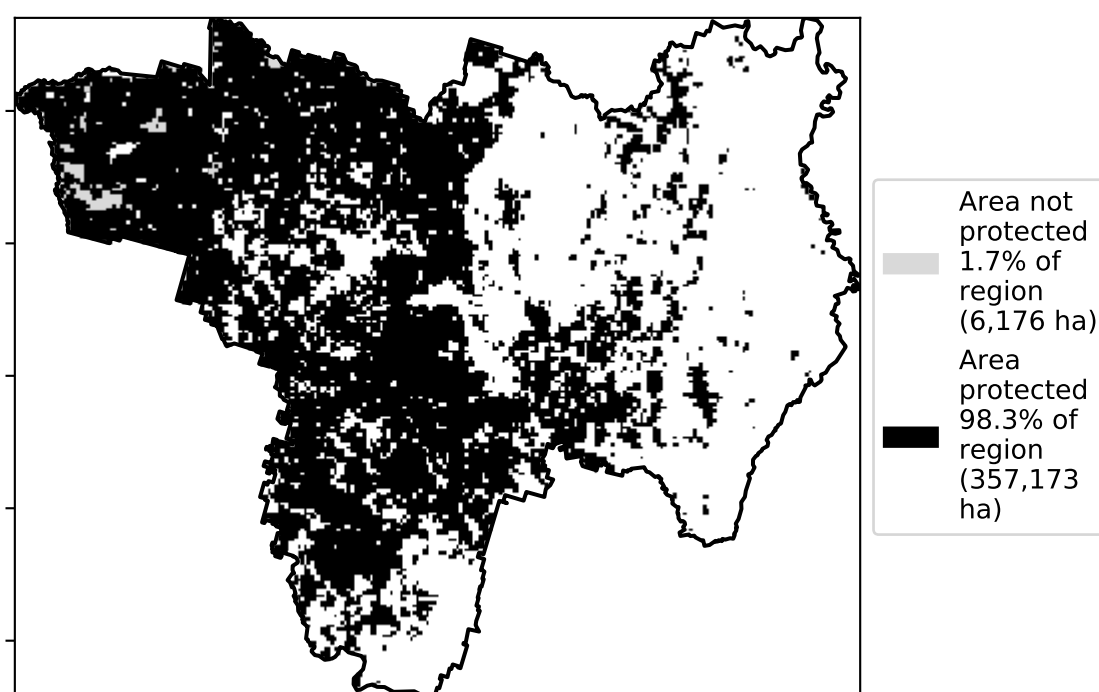 Area not
protected
1.7% of
region
(6,176 ha)
Area
protected
98.3% of
region
(357,173
ha)